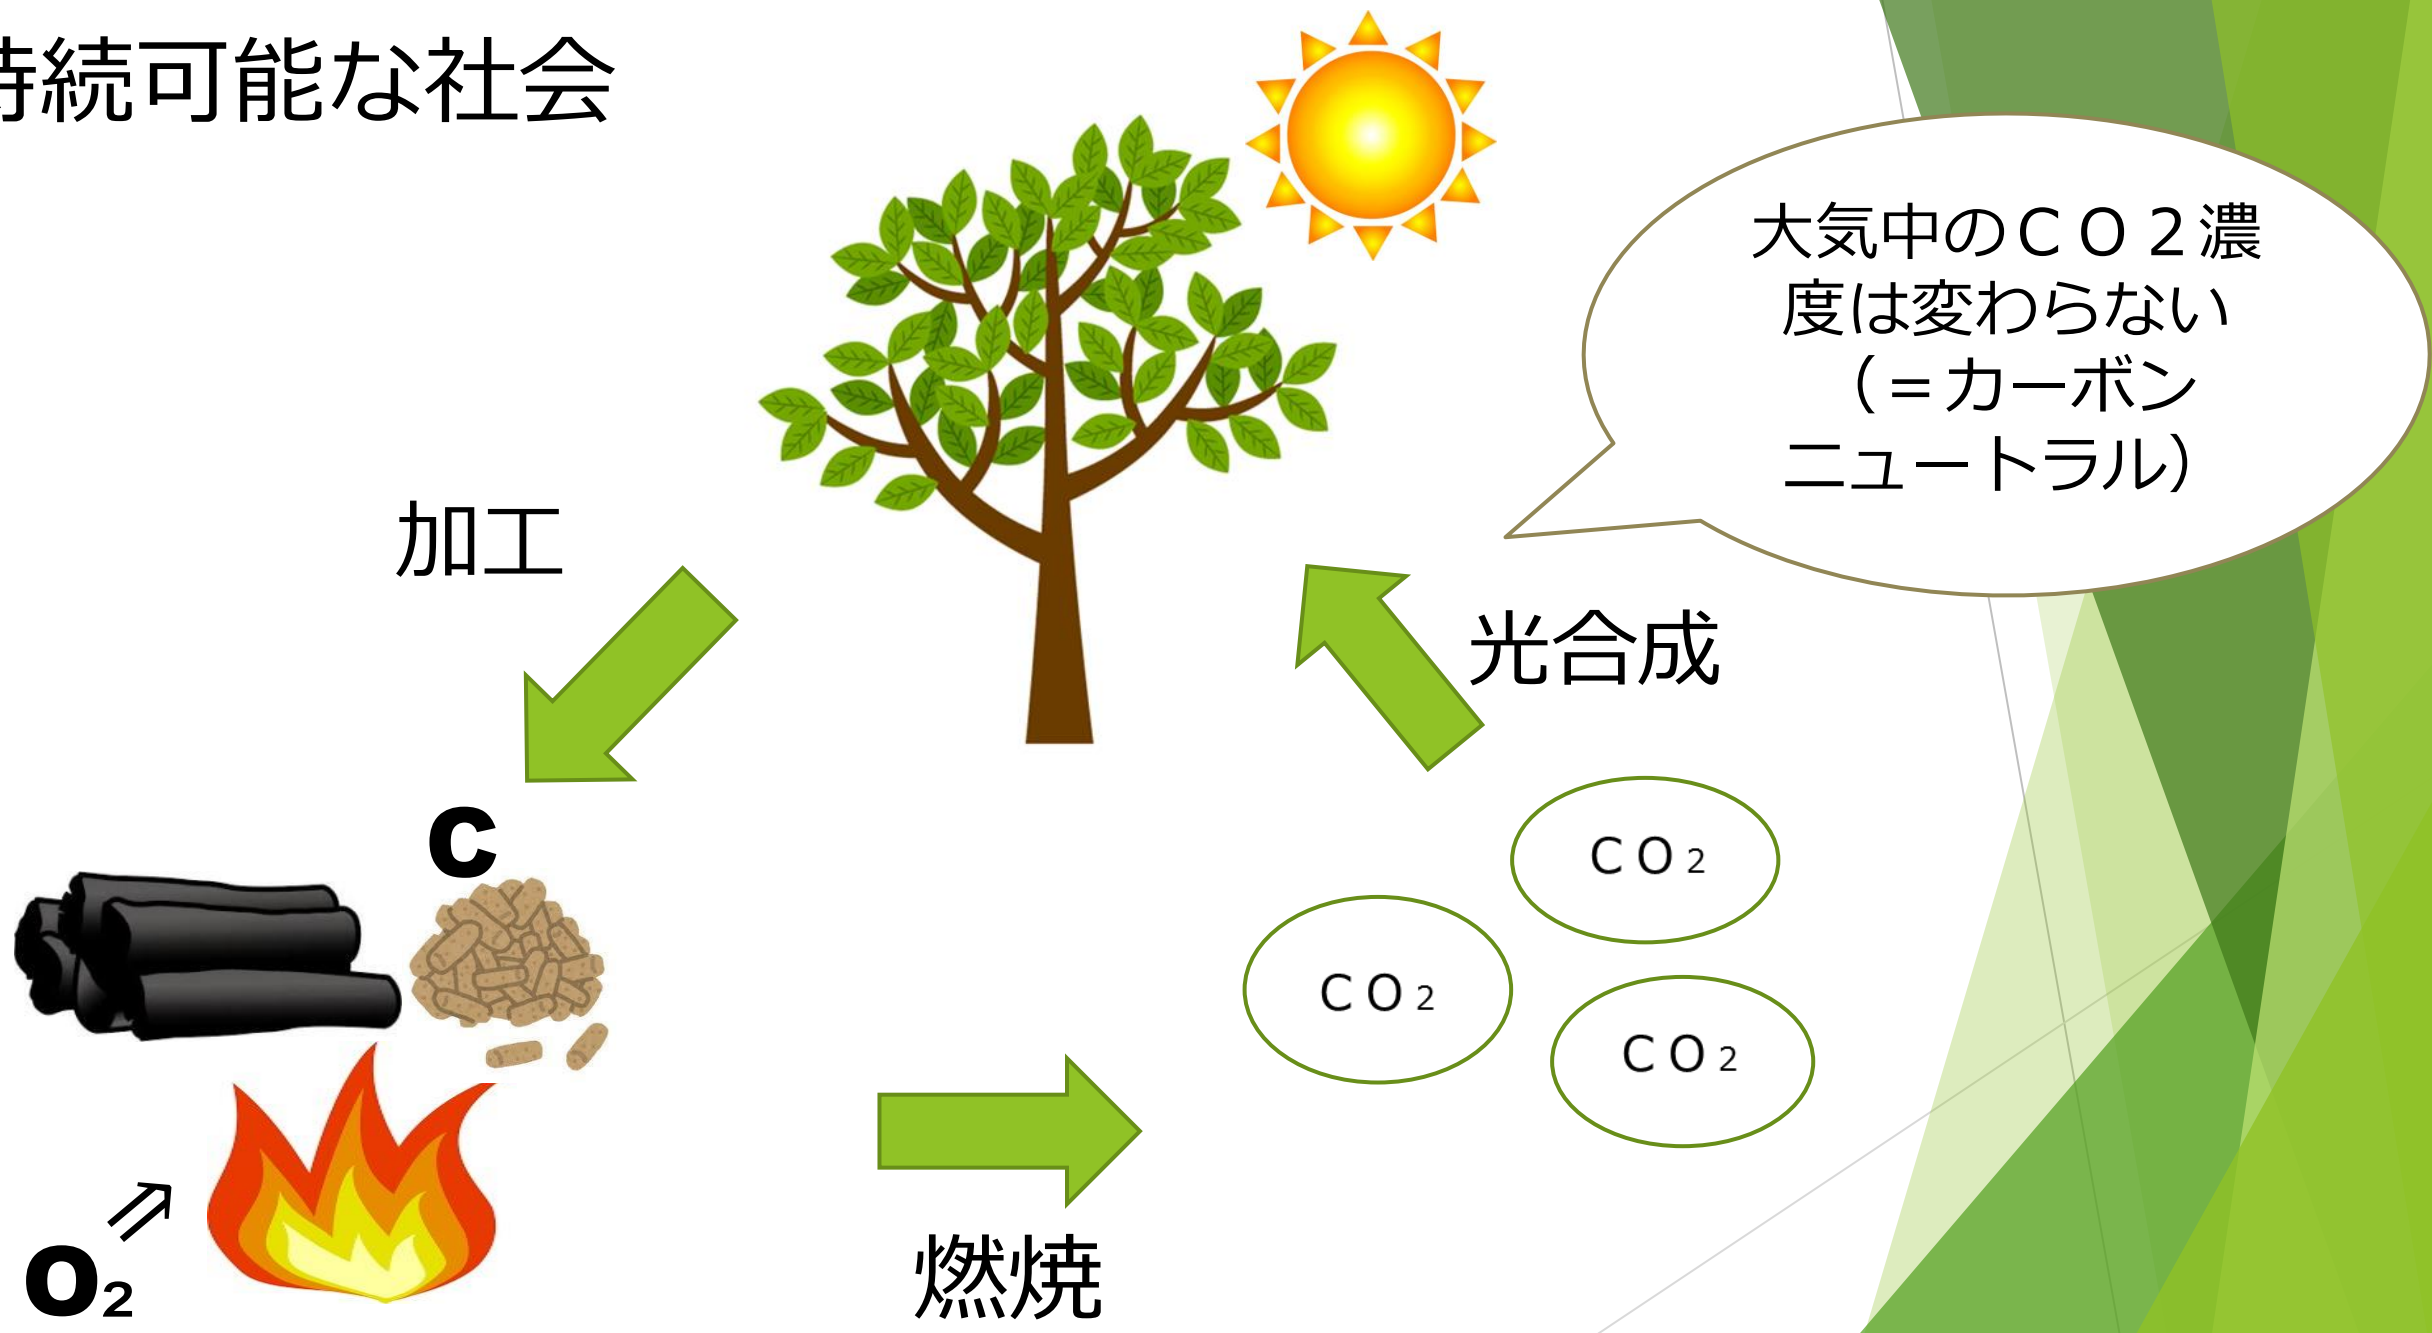 持続可能な社会
大気中のＣＯ２濃
度は変わらない
（＝カーボン
ニュートラル）
加工
光合成
C
ＣＯ２
ＣＯ２
ＣＯ２
⇗
O₂
燃焼